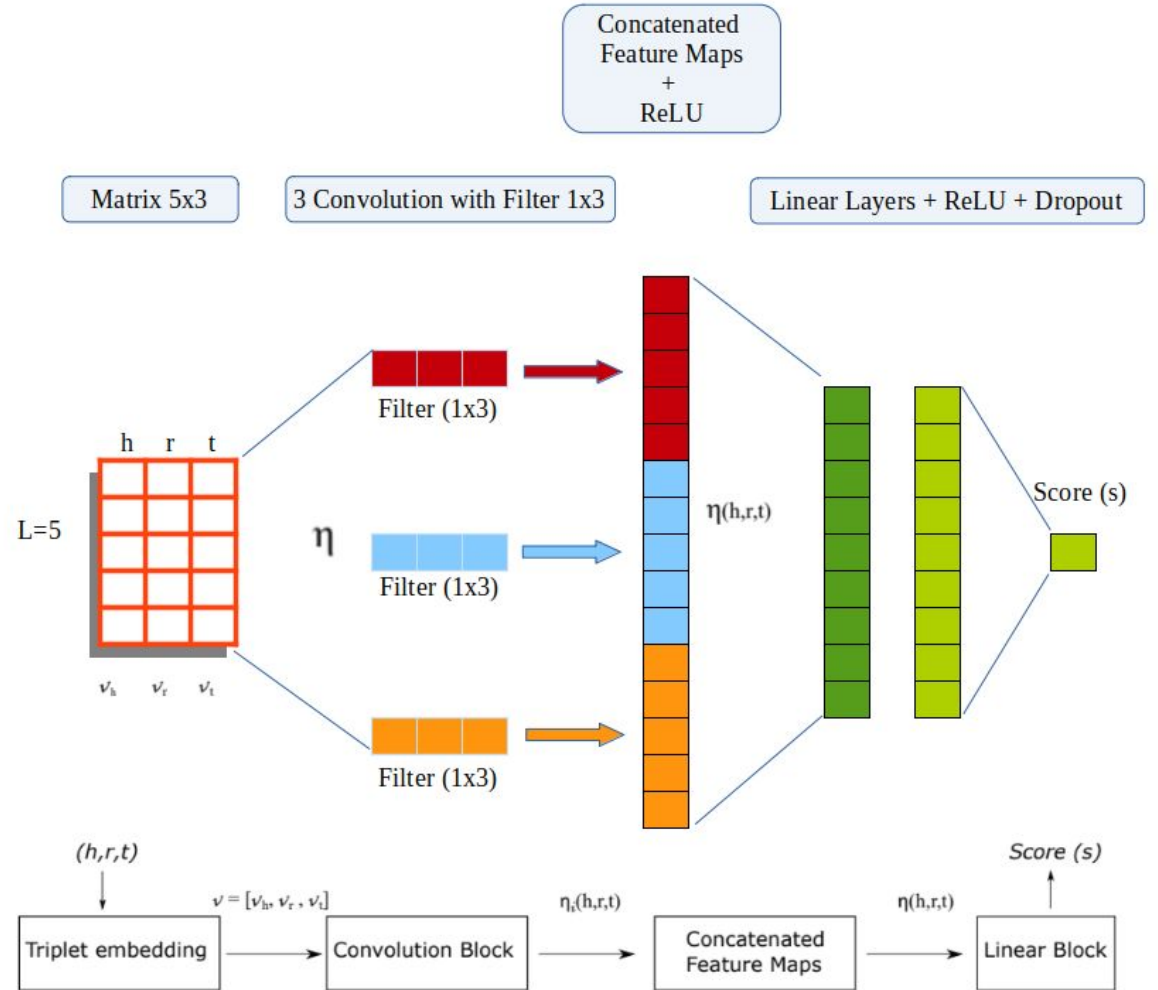 Concatenated
Feature Maps
+
ReLU
Matrix 5x3
3 Convolution with Filter 1x3
Linear Layers + ReLU + Dropout
h r t
L=5
νh νr νt
η
Filter (1x3)
Filter (1x3)
Filter (1x3)
η(h,r,t)
Score (s)
(h,r,t)
ν = [νh, νr , νt]
ηi(h,r,t)
η(h,r,t)
Score (s)
Triplet embedding
Convolution Block
Concatenated
Feature Maps
Linear Block